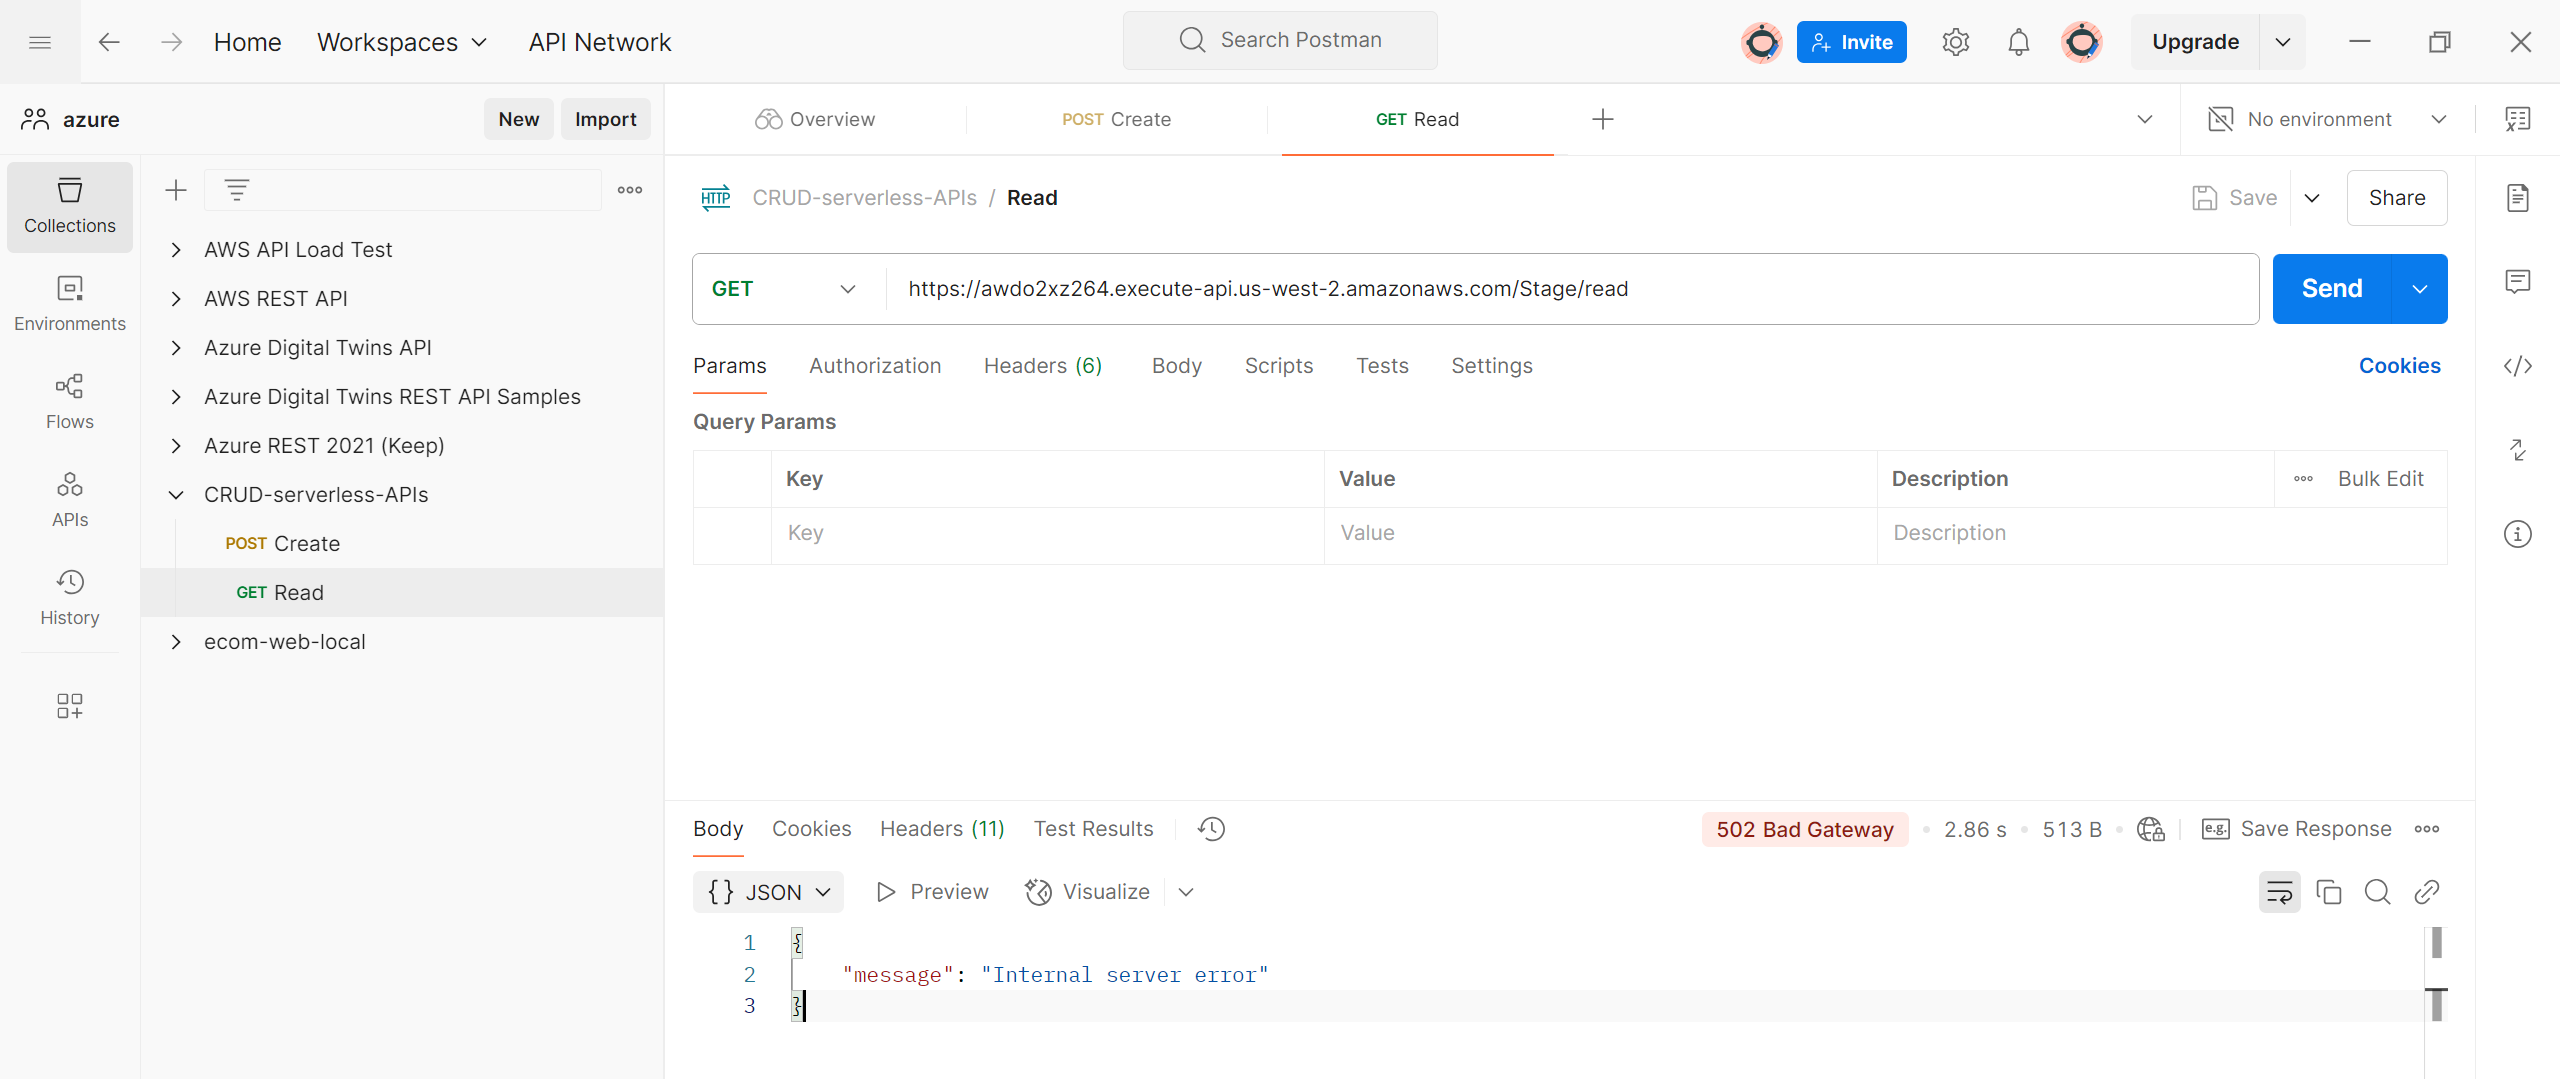 Home Workspaces API Network Search Postman Invite Upgrade
azure New Import
Overview POST Create GET Read No environment
Collections
Environments
Flows
APIs
History
AWS API Load Test
AWS REST API
Azure Digital Twins API
Azure Digital Twins REST API Samples
Azure REST 2021 (Keep)
CRUD-serverless-APIs
POST Create
GET Read
ecom-web-local
HTTP CRUD-serverless-APIs / Read Save Share
GET https://awdo2xz264.execute-api.us-west-2.amazonaws.com/Stage/read Send
Params Authorization Headers (6) Body Scripts Tests Settings Cookies
Query Params
Key Value Description Bulk Edit
Key Value Description
Body Cookies Headers (11) Test Results 502 Bad Gateway 2.86 s 513 B e.g. Save Response
{} JSON Preview Visualize
1 {
2 "message": "Internal server error"
3 }